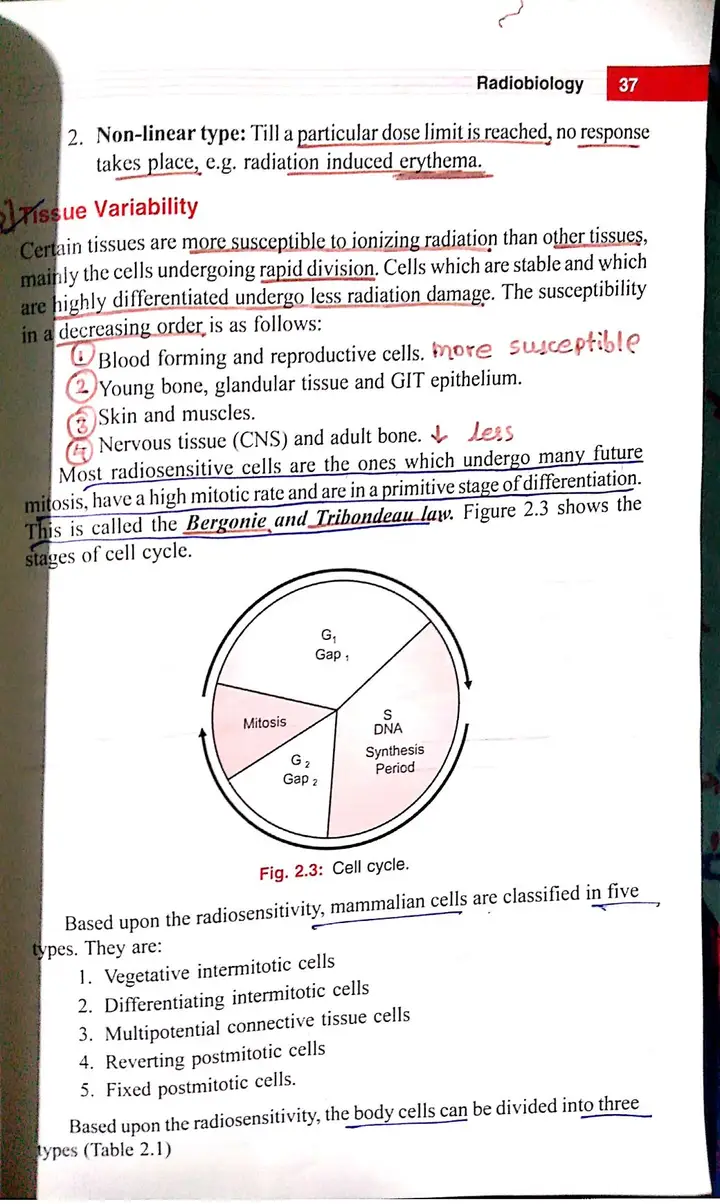 Radiobiology 37
2. Non-linear type: Till a particular dose limit is reached, no response
takes place, e.g. radiation induced erythema.
Tissue Variability
Certain tissues are more susceptible to ionizing radiation than other tissues,
mainly the cells undergoing rapid division. Cells which are stable and which
are highly differentiated undergo less radiation damage. The susceptibility
in a decreasing order is as follows:
① Blood forming and reproductive cells. more susceptible
② Young bone, glandular tissue and GIT epithelium.
③ Skin and muscles.
④ Nervous tissue (CNS) and adult bone. ↓ less
Most radiosensitive cells are the ones which undergo many future
mitosis, have a high mitotic rate and are in a primitive stage of differentiation.
This is called the Bergonie and Tribondeau law. Figure 2.3 shows the
stages of cell cycle.
G₁
Gap ₁
Mitosis
S
DNA
Synthesis
Period
G ₂
Gap ₂
Fig. 2.3: Cell cycle.
Based upon the radiosensitivity, mammalian cells are classified in five
types. They are:
1. Vegetative intermitotic cells
2. Differentiating intermitotic cells
3. Multipotential connective tissue cells
4. Reverting postmitotic cells
5. Fixed postmitotic cells.
Based upon the radiosensitivity, the body cells can be divided into three
types (Table 2.1)